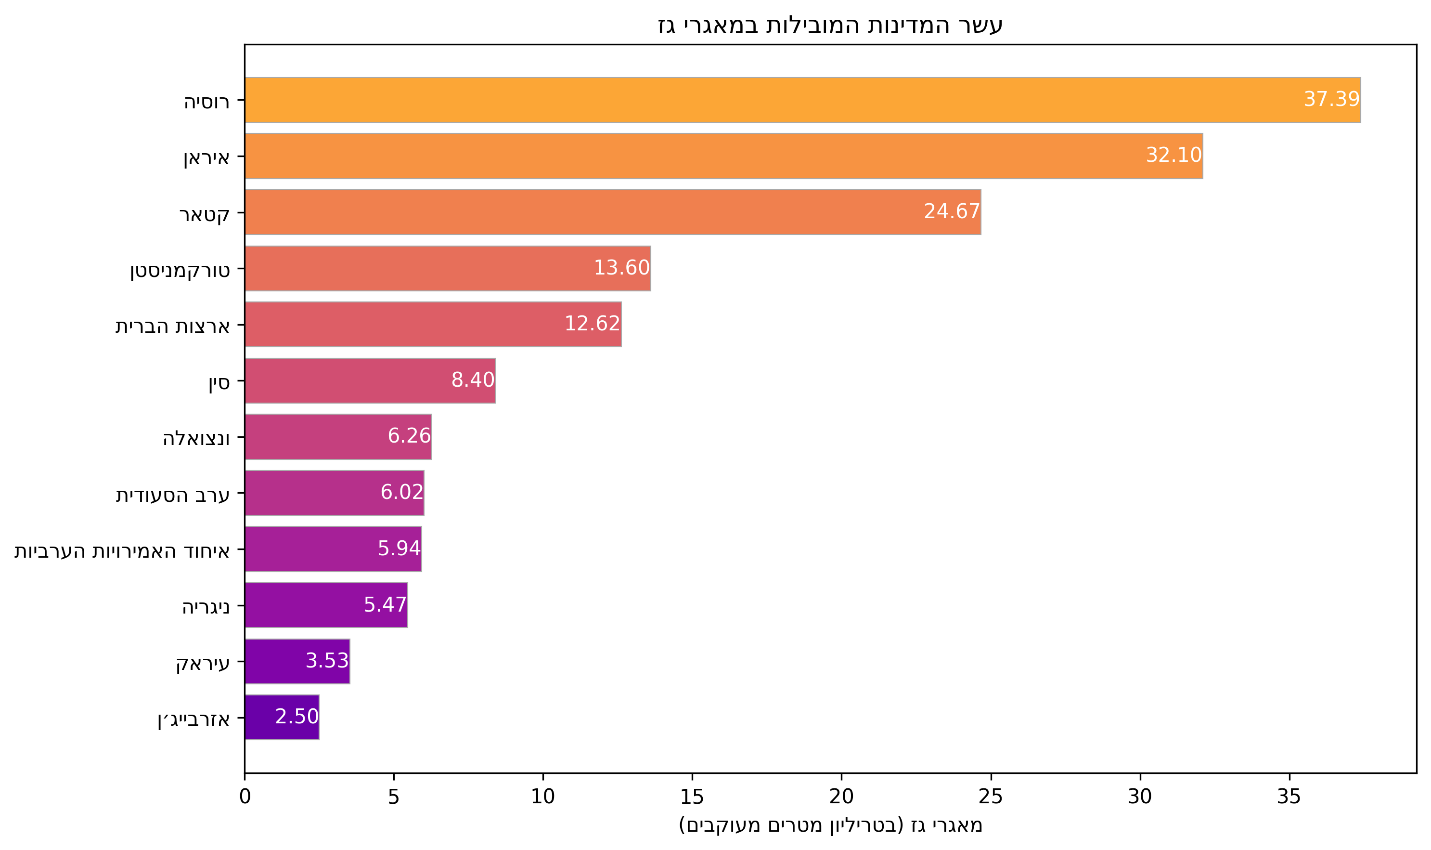 עשר המדינות המובילות במאגרי גז
רוסיה 37.39
איראן 32.10
קטאר 24.67
טורקמניסטן 13.60
ארצות הברית 12.62
סין 8.40
ונצואלה 6.26
ערב הסעודית 6.02
איחוד האמירויות הערביות 5.94
ניגריה 5.47
עיראק 3.53
אזרבייג׳ן 2.50
0 5 10 15 20 25 30 35
מאגרי גז (בטריליון מטרים מעוקבים)